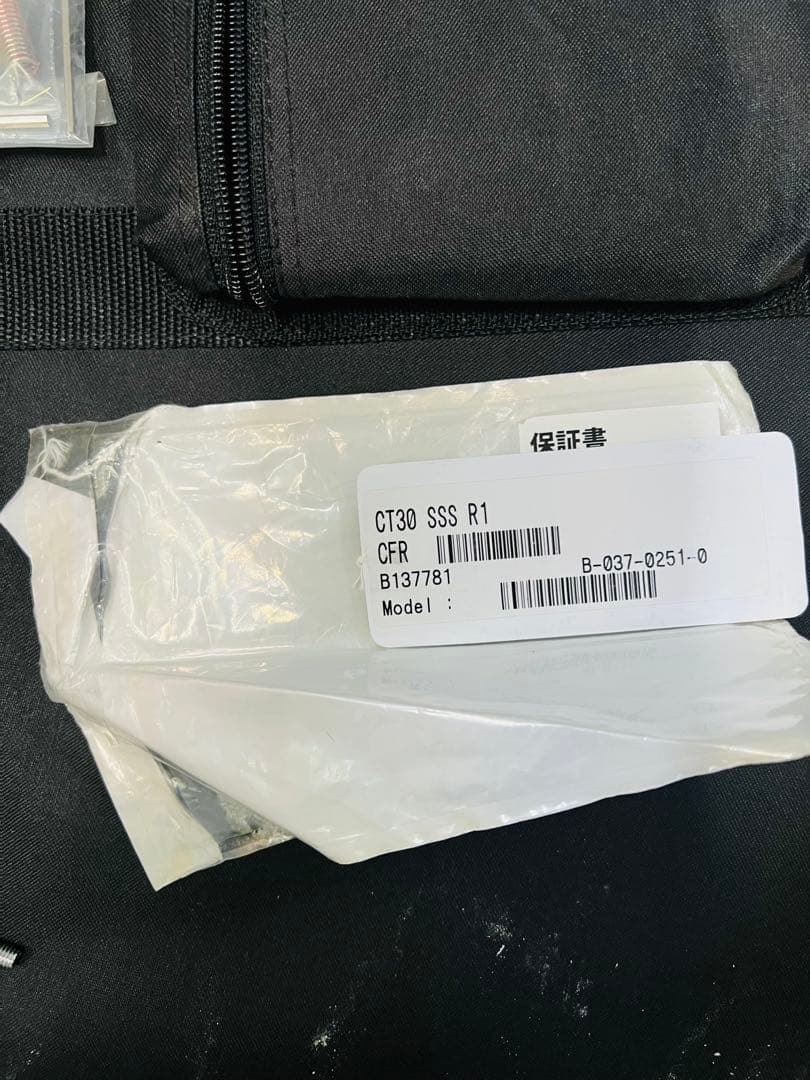 保証書
CT30 SSS R1
CFR
B137781
B-037-0251-0
Model :